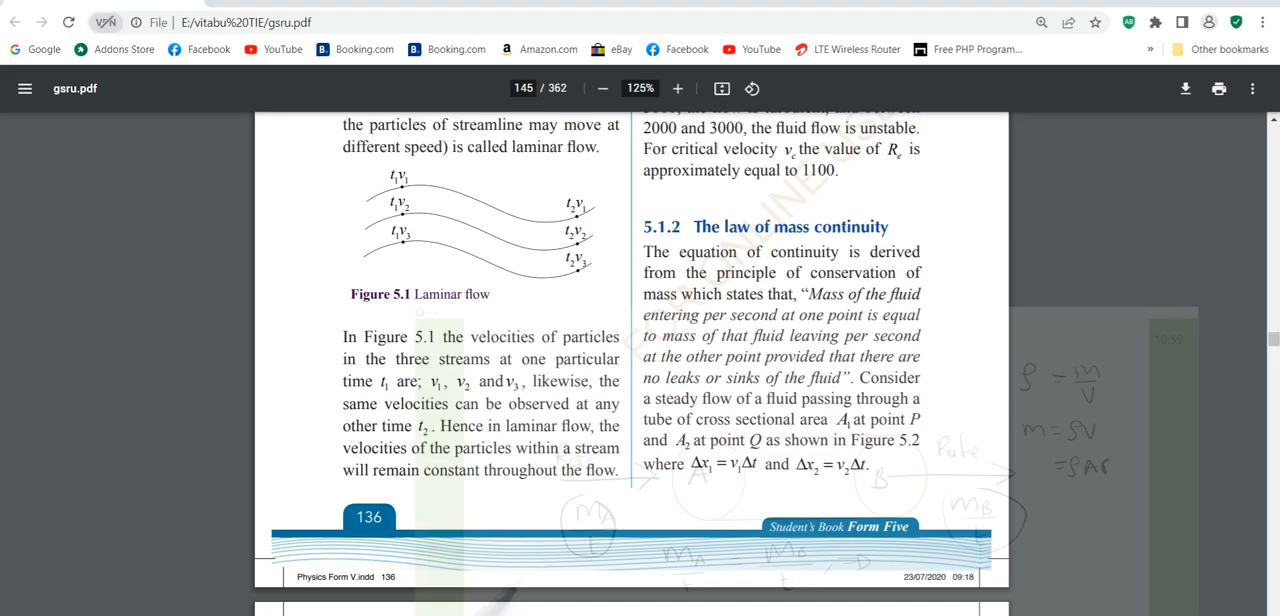 File | E:/vitabu%20TIE/gsru.pdf
Google Addons Store Facebook YouTube Booking.com Booking.com Amazon.com eBay Facebook YouTube LTE Wireless Router Free PHP Program... » Other bookmarks
gsru.pdf 145 / 362 — 125% +
the particles of streamline may move at
different speed) is called laminar flow.
t₁v₁
t₁v₂
t₁v₃
t₂v₁
t₂v₂
t₂v₃
Figure 5.1 Laminar flow
In Figure 5.1 the velocities of particles
in the three streams at one particular
time t₁ are; v₁, v₂ and v₃, likewise, the
same velocities can be observed at any
other time t₂. Hence in laminar flow, the
velocities of the particles within a stream
will remain constant throughout the flow.
2000 and 3000, the fluid flow is unstable.
For critical velocity v꜀ the value of Rₑ is
approximately equal to 1100.
5.1.2 The law of mass continuity
The equation of continuity is derived
from the principle of conservation of
mass which states that, “Mass of the fluid
entering per second at one point is equal
to mass of that fluid leaving per second
at the other point provided that there are
no leaks or sinks of the fluid”. Consider
a steady flow of a fluid passing through a
tube of cross sectional area A₁ at point P
and A₂ at point Q as shown in Figure 5.2
where Δx₁ = v₁Δt and Δx₂ = v₂Δt.
FOR ONLINE USE
10:59
ρ = m/V
m = ρV
Rate
A
B
136
Student's Book Form Five
Physics Form V.indd 136
23/07/2020 09:18